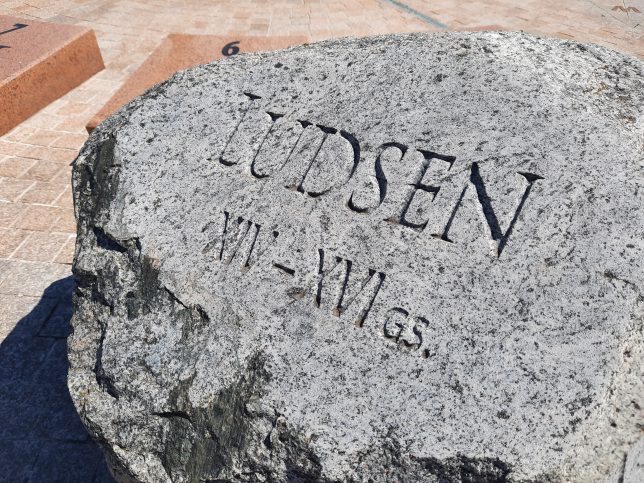 6
LUDSEN
XIV - XVI GS.